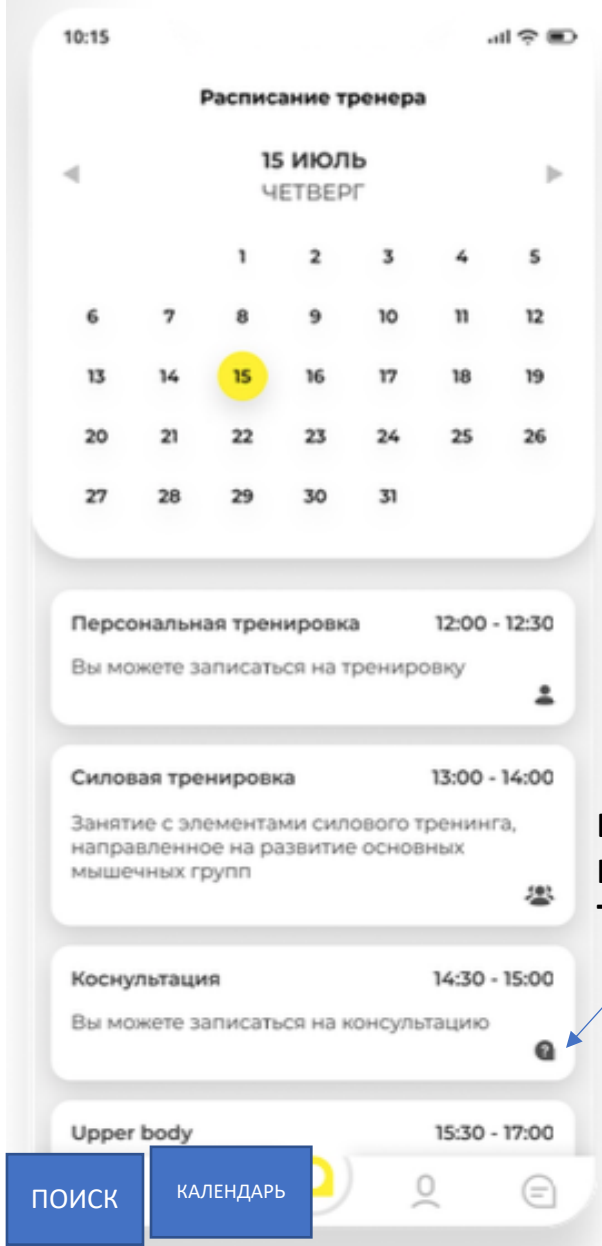 10:15
Расписание тренера
15 ИЮЛЬ
ЧЕТВЕРГ
1 2 3 4 5
6 7 8 9 10 11 12
13 14 15 16 17 18 19
20 21 22 23 24 25 26
27 28 29 30 31
Персональная тренировка 12:00 - 12:30
Вы можете записаться на тренировку
Силовая тренировка 13:00 - 14:00
Занятие с элементами силового тренинга,
направленное на развитие основных
мышечных групп
Коснультация 14:30 - 15:00
Вы можете записаться на консультацию
Upper body 15:30 - 17:00
ПОИСК КАЛЕНДАРЬ